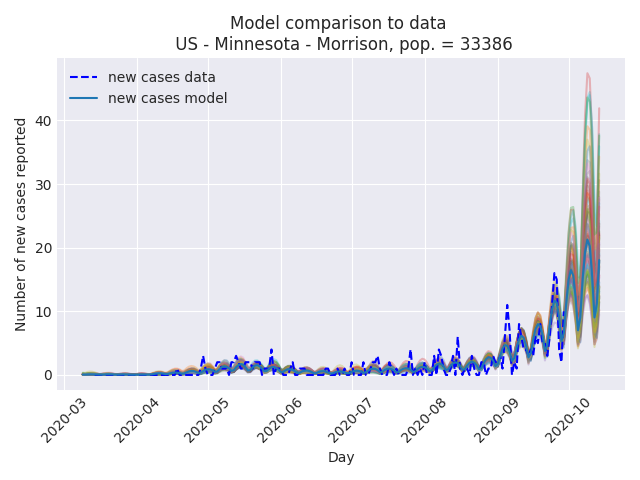 Model comparison to data
US - Minnesota - Morrison, pop. = 33386
new cases data
new cases model
Number of new cases reported
40
30
20
10
0
2020-03
2020-04
2020-05
2020-06
2020-07
2020-08
2020-09
2020-10
Day